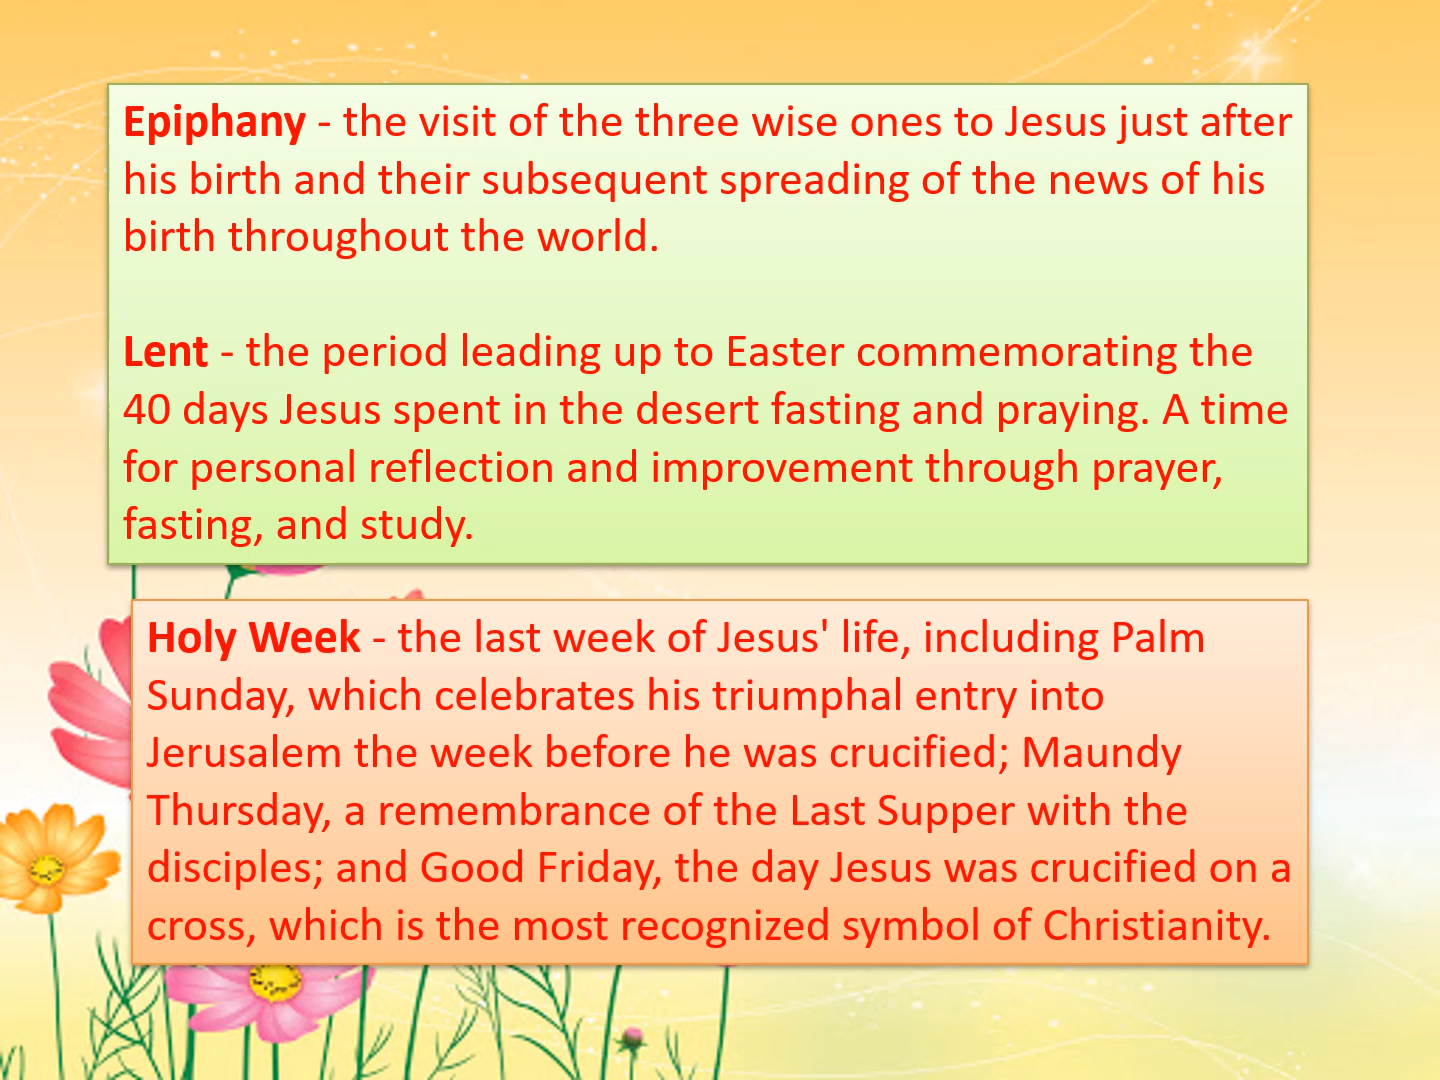 Epiphany - the visit of the three wise ones to Jesus just after
his birth and their subsequent spreading of the news of his
birth throughout the world.
Lent - the period leading up to Easter commemorating the
40 days Jesus spent in the desert fasting and praying. A time
for personal reflection and improvement through prayer,
fasting, and study.
Holy Week - the last week of Jesus' life, including Palm
Sunday, which celebrates his triumphal entry into
Jerusalem the week before he was crucified; Maundy
Thursday, a remembrance of the Last Supper with the
disciples; and Good Friday, the day Jesus was crucified on a
cross, which is the most recognized symbol of Christianity.